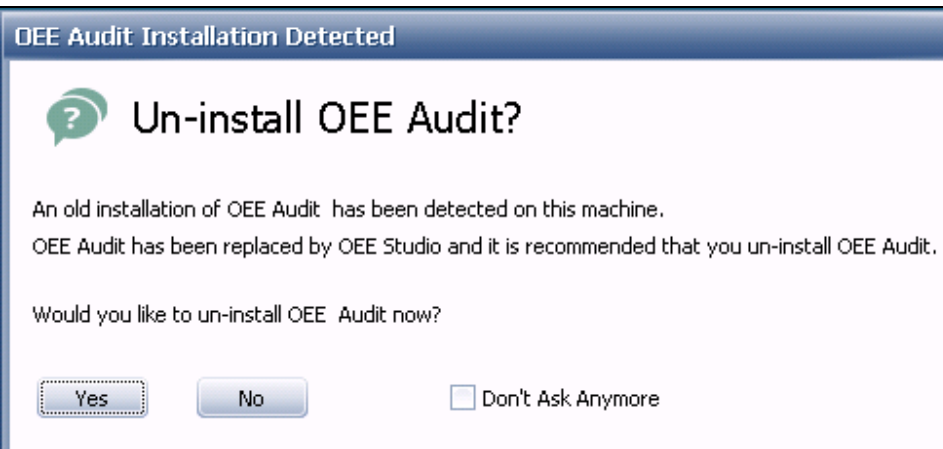 OEE Audit Installation Detected
Un-install OEE Audit?
An old installation of OEE Audit  has been detected on this machine.
OEE Audit has been replaced by OEE Studio and it is recommended that you un-install OEE Audit.
Would you like to un-install OEE  Audit now?
Yes No Don't Ask Anymore